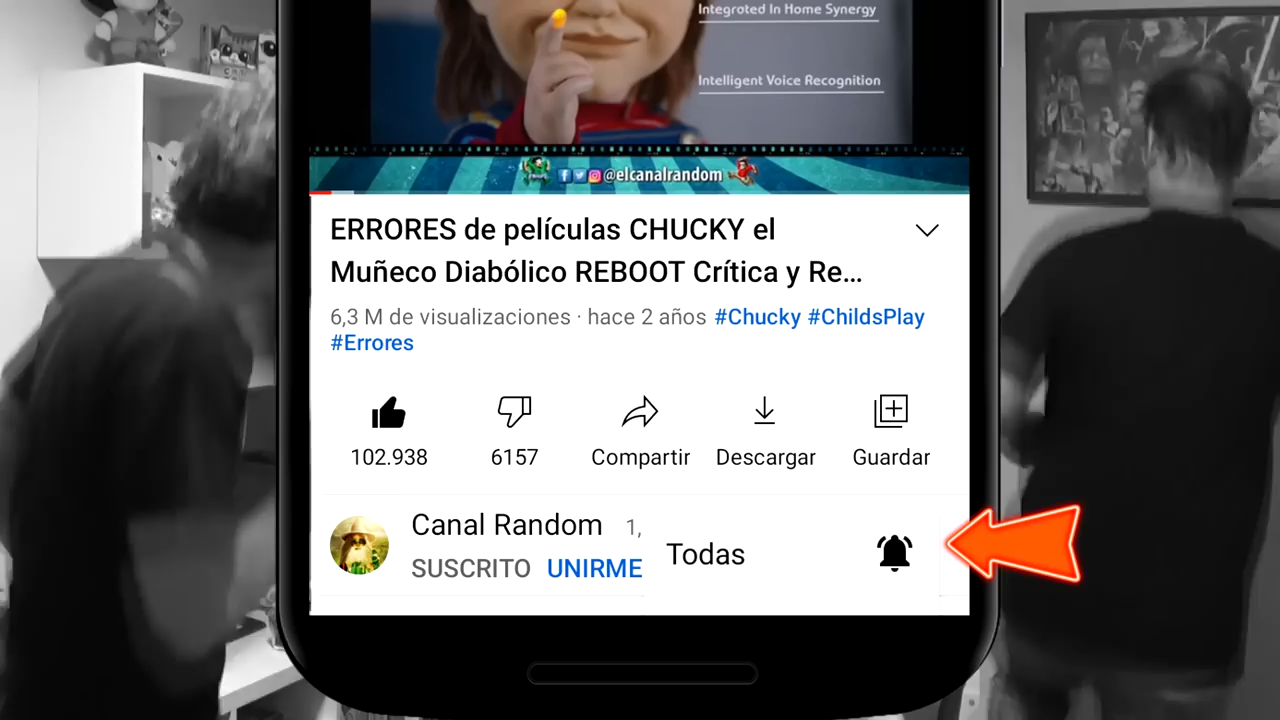 Integrated In Home Synergy
Intelligent Voice Recognition
@elcanalrandom
ERRORES de películas CHUCKY el
Muñeco Diabólico REBOOT Crítica y Re...
6,3 M de visualizaciones · hace 2 años #Chucky #ChildsPlay
#Errores
102.938 6157 Compartir Descargar Guardar
Canal Random 1,
SUSCRITO UNIRME
Todas